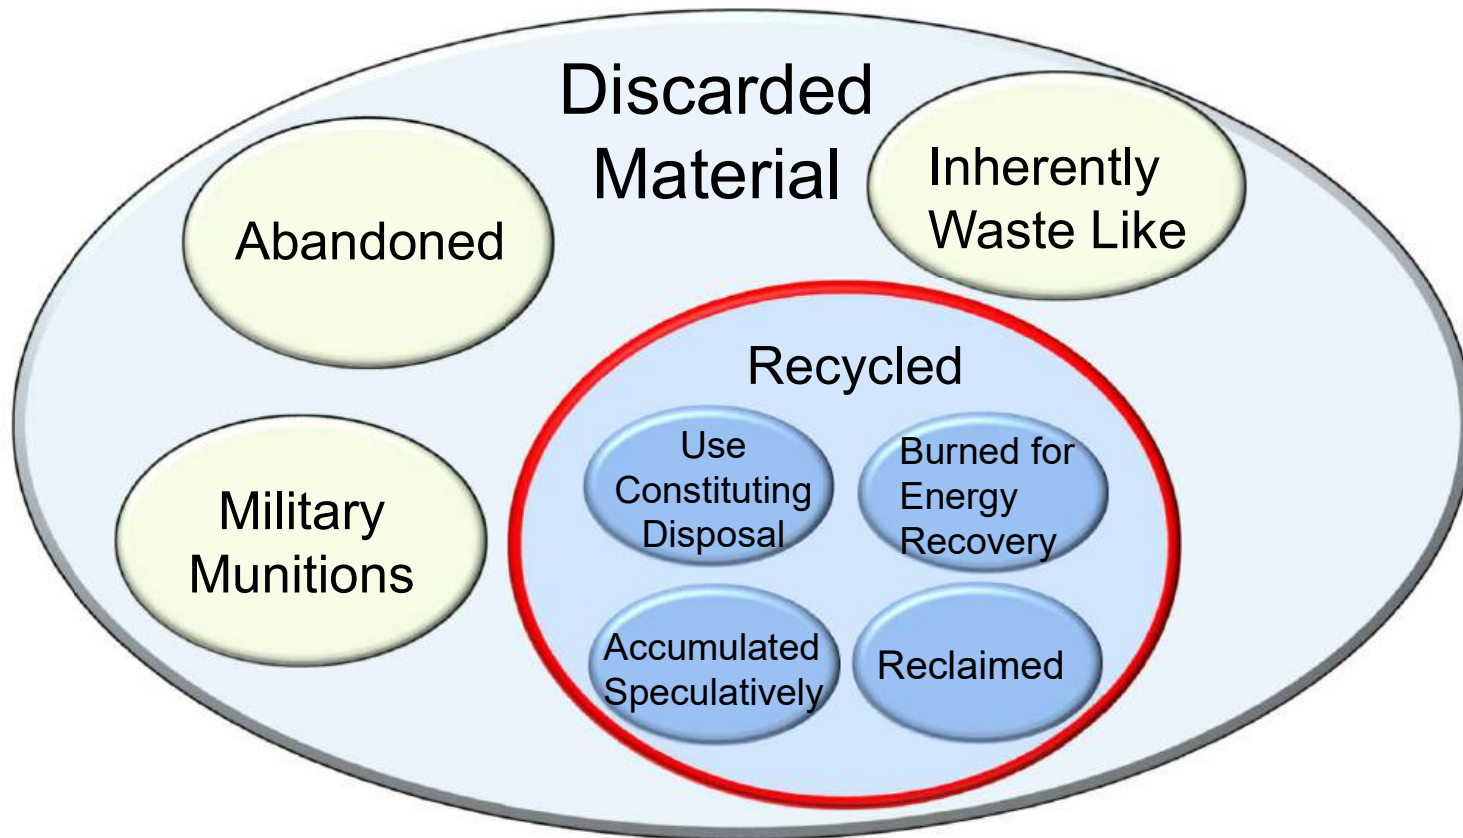 Discarded
Material
Abandoned
Inherently
Waste Like
Military
Munitions
Recycled
Use
Constituting
Disposal
Burned for
Energy
Recovery
Accumulated
Speculatively
Reclaimed